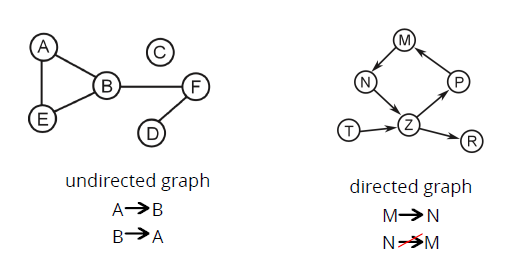 A
B
C
E
F
D
undirected graph
A→B
B→A
M
N
P
T
Z
R
directed graph
M→N
N→M